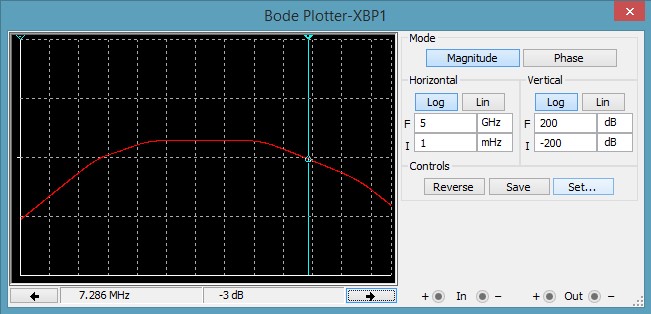 Bode Plotter-XBP1
Mode
Magnitude Phase
Horizontal Vertical
Log Lin Log Lin
F 5 GHz F 200 dB
I 1 mHz I -200 dB
Controls
Reverse Save Set...
7.286 MHz -3 dB + In - + Out -